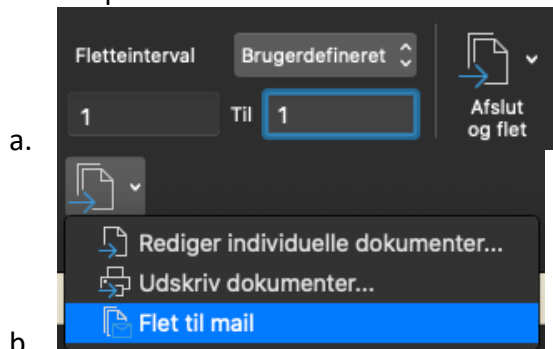 Fletteinterval Brugerdefineret
1 Til 1 Afslut og flet
a.
Rediger individuelle dokumenter...
Udskriv dokumenter...
Flet til mail
b.